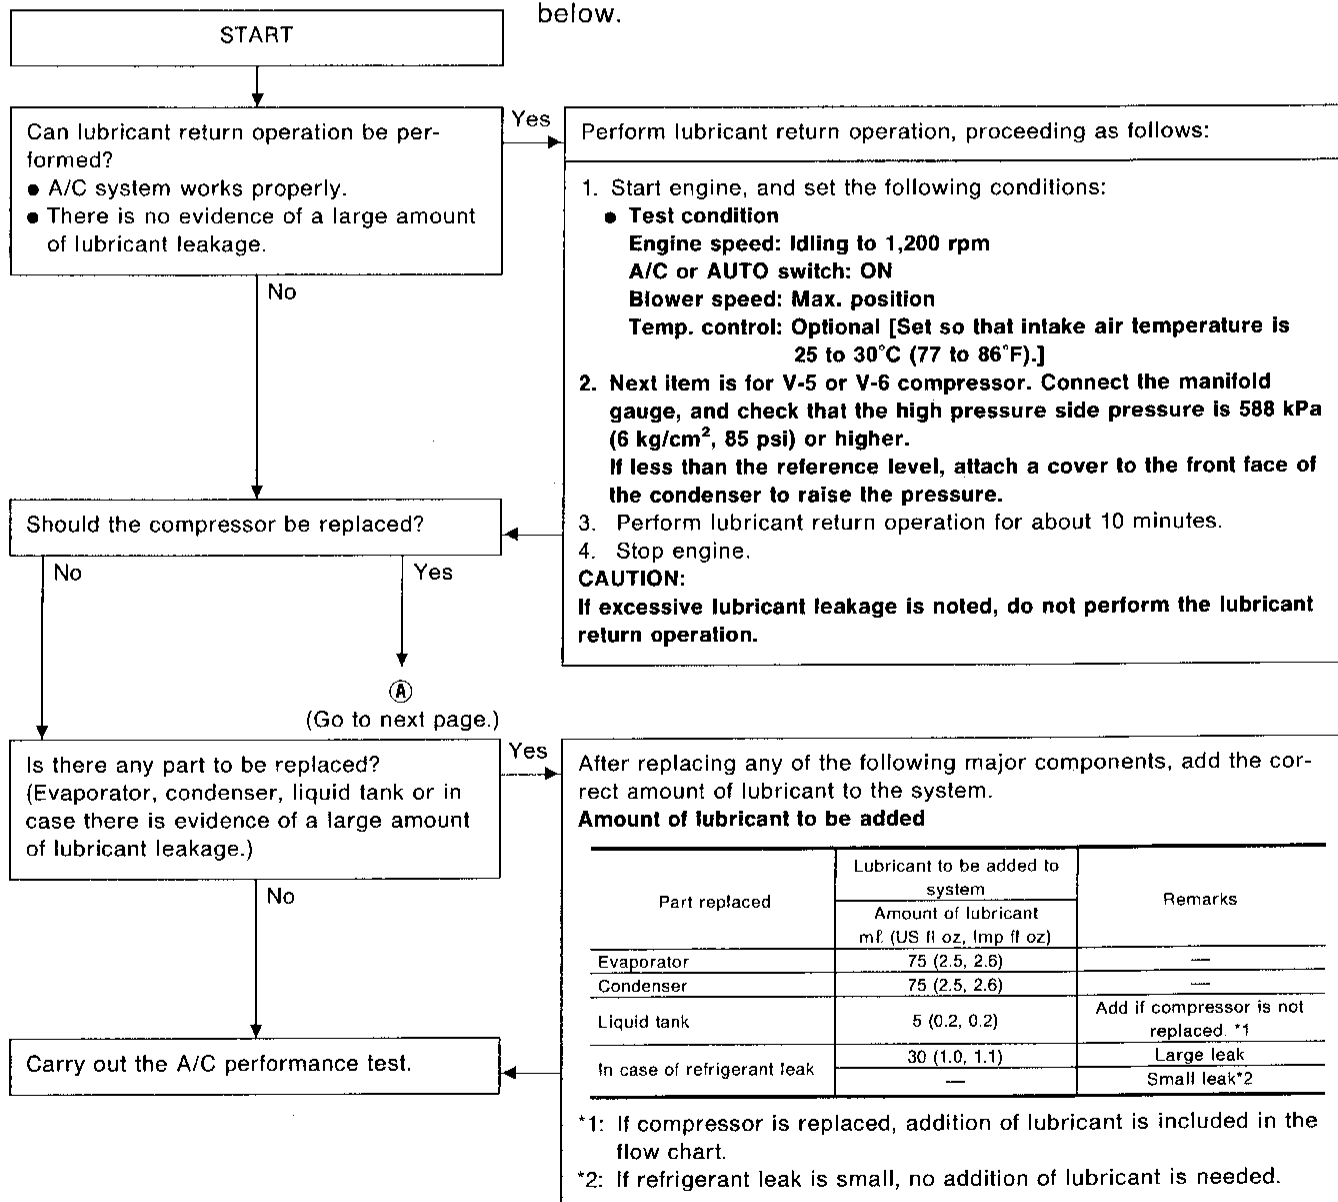 below.
START
Can lubricant return operation be per-
formed?
● A/C system works properly.
● There is no evidence of a large amount
of lubricant leakage.
Yes
No
Perform lubricant return operation, proceeding as follows:
1. Start engine, and set the following conditions:
● Test condition
Engine speed: Idling to 1,200 rpm
A/C or AUTO switch: ON
Blower speed: Max. position
Temp. control: Optional [Set so that intake air temperature is
25 to 30°C (77 to 86°F).]
2. Next item is for V-5 or V-6 compressor. Connect the manifold
gauge, and check that the high pressure side pressure is 588 kPa
(6 kg/cm², 85 psi) or higher.
If less than the reference level, attach a cover to the front face of
the condenser to raise the pressure.
3. Perform lubricant return operation for about 10 minutes.
4. Stop engine.
CAUTION:
If excessive lubricant leakage is noted, do not perform the lubricant
return operation.
Should the compressor be replaced?
No
Yes
Ⓐ
(Go to next page.)
Is there any part to be replaced?
(Evaporator, condenser, liquid tank or in
case there is evidence of a large amount
of lubricant leakage.)
Yes
No
After replacing any of the following major components, add the cor-
rect amount of lubricant to the system.
Amount of lubricant to be added
Part replaced
Lubricant to be added to
system
Amount of lubricant
mℓ (US fl oz, Imp fl oz)
Remarks
Evaporator 75 (2.5, 2.6) —
Condenser 75 (2.5, 2.6) —
Liquid tank 5 (0.2, 0.2) Add if compressor is not
replaced. *1
In case of refrigerant leak 30 (1.0, 1.1) Large leak
— Small leak*2
*1: If compressor is replaced, addition of lubricant is included in the
flow chart.
*2: If refrigerant leak is small, no addition of lubricant is needed.
Carry out the A/C performance test.